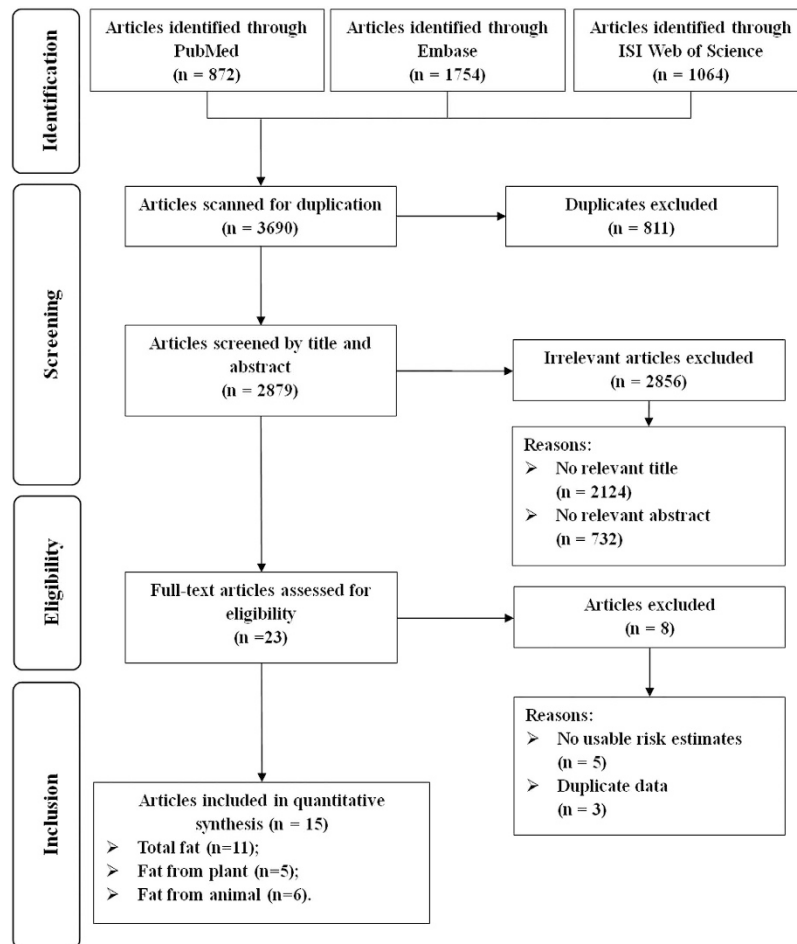 Identification
Articles identified through
PubMed
(n = 872)
Articles identified through
Embase
(n = 1754)
Articles identified through
ISI Web of Science
(n = 1064)
Screening
Articles scanned for duplication
(n = 3690)
Duplicates excluded
(n = 811)
Articles screened by title and
abstract
(n = 2879)
Irrelevant articles excluded
(n = 2856)
Reasons:
➢ No relevant title
(n = 2124)
➢ No relevant abstract
(n = 732)
Eligibility
Full-text articles assessed for
eligibility
(n =23)
Articles excluded
(n = 8)
Reasons:
➢ No usable risk estimates
(n = 5)
➢ Duplicate data
(n = 3)
Inclusion
Articles included in quantitative
synthesis (n = 15)
➢ Total fat (n=11);
➢ Fat from plant (n=5);
➢ Fat from animal (n=6).